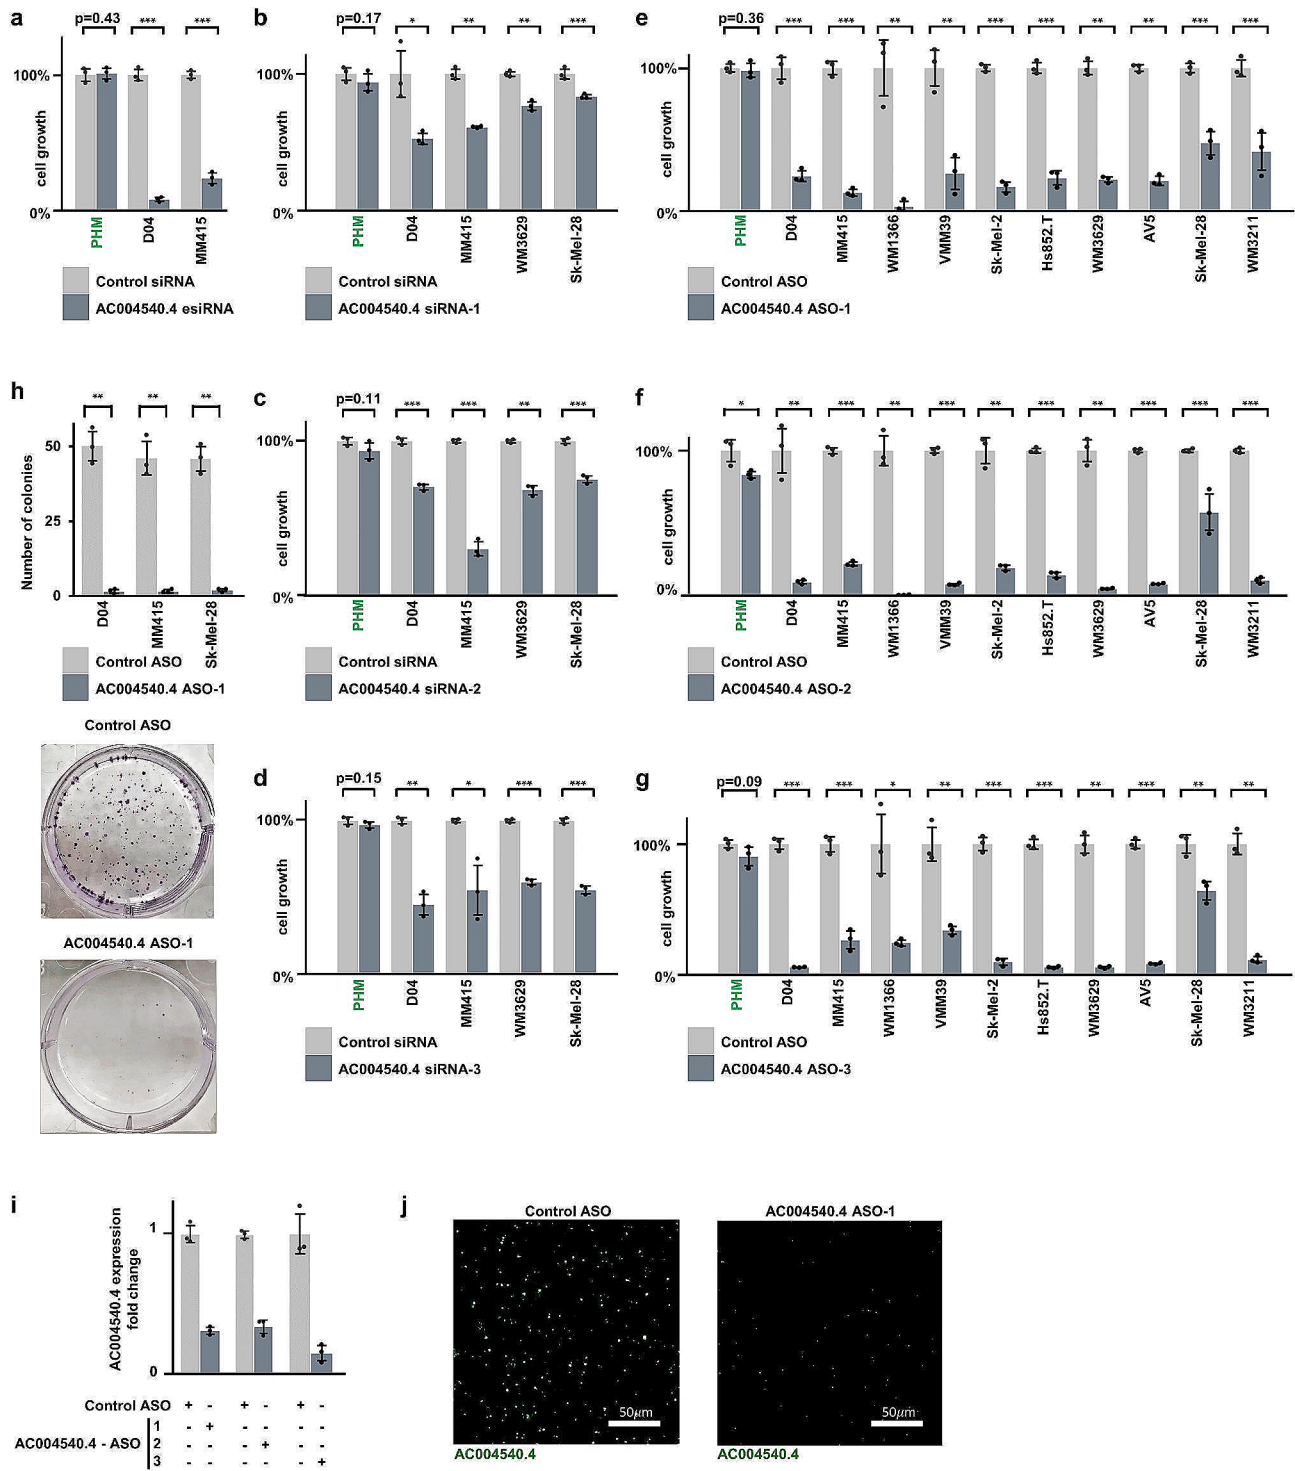 a
p=0.43 *** ***
100%
cell growth
0%
PHM D04 MM415
Control siRNA
AC004540.4 esiRNA
b
p=0.17 * ** ** ***
100%
cell growth
0%
PHM D04 MM415 WM3629 Sk-Mel-28
Control siRNA
AC004540.4 siRNA-1
e
p=0.36 *** *** ** ** *** *** ** ** *** ***
100%
cell growth
0%
PHM D04 MM415 WM1366 VMM39 Sk-Mel-2 Hs852.T WM3629 AV5 Sk-Mel-28 WM3211
Control ASO
AC004540.4 ASO-1
h
** ** **
50
25
0
Number of colonies
D04 MM415 Sk-Mel-28
Control ASO
AC004540.4 ASO-1
Control ASO
AC004540.4 ASO-1
c
p=0.11 *** *** ** ***
100%
cell growth
0%
PHM D04 MM415 WM3629 Sk-Mel-28
Control siRNA
AC004540.4 siRNA-2
f
* ** *** ** *** ** *** ** *** *** ***
100%
cell growth
0%
PHM D04 MM415 WM1366 VMM39 Sk-Mel-2 Hs852.T WM3629 AV5 Sk-Mel-28 WM3211
Control ASO
AC004540.4 ASO-2
d
p=0.15 ** * *** ***
100%
cell growth
0%
PHM D04 MM415 WM3629 Sk-Mel-28
Control siRNA
AC004540.4 siRNA-3
g
p=0.09 *** *** * ** *** *** ** *** ** **
100%
cell growth
0%
PHM D04 MM415 WM1366 VMM39 Sk-Mel-2 Hs852.T WM3629 AV5 Sk-Mel-28 WM3211
Control ASO
AC004540.4 ASO-3
i
AC004540.4 expression
fold change
1
0
Control ASO + - + - + -
1 - + - - - -
AC004540.4 - ASO 2 - - - + - -
3 - - - - - +
j
Control ASO
50μm
AC004540.4
AC004540.4 ASO-1
50μm
AC004540.4